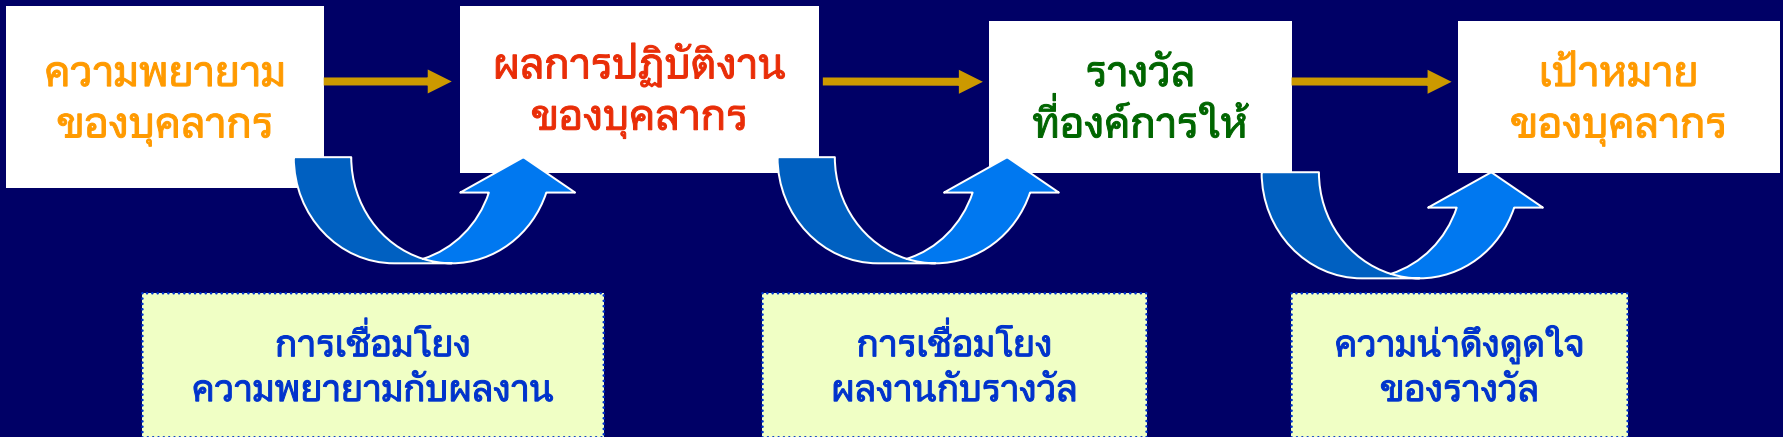 ความพยายาม
ของบุคลากร
ผลการปฏิบัติงาน
ของบุคลากร
รางวัล
ที่องค์การให้
เป้าหมาย
ของบุคลากร
การเชื่อมโยง
ความพยายามกับผลงาน
การเชื่อมโยง
ผลงานกับรางวัล
ความน่าดึงดูดใจ
ของรางวัล